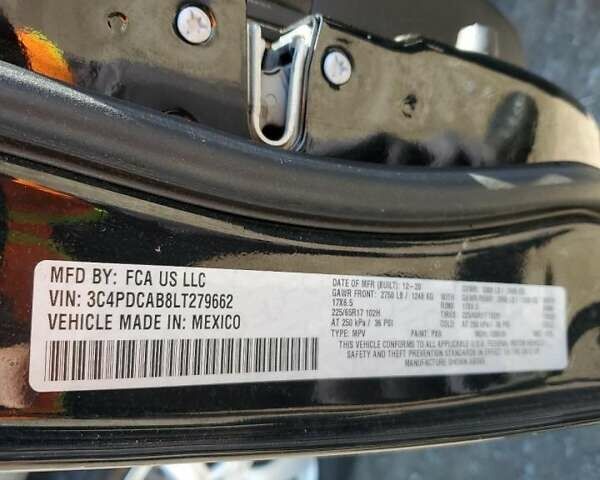 MFD BY: FCA US LLC
VIN: 3C4PDCAB8LT279662
VEHICLE MADE IN: MEXICO
DATE OF MFR (BUILT): 12-20
GAWR FRONT: 2750 LB / 1248 KG
17X6.5
225/65R17 102H
AT 250 kPa / 36 PSI
TYPE: MPV PAINT: PX8
THIS VEHICLE CONFORMS TO ALL APPLICABLE U.S.A. FEDERAL MOTOR VEHICLE
SAFETY AND THEFT PREVENTION STANDARDS IN EFFECT ON THE DATE OF
MANUFACTURE SHOWN ABOVE